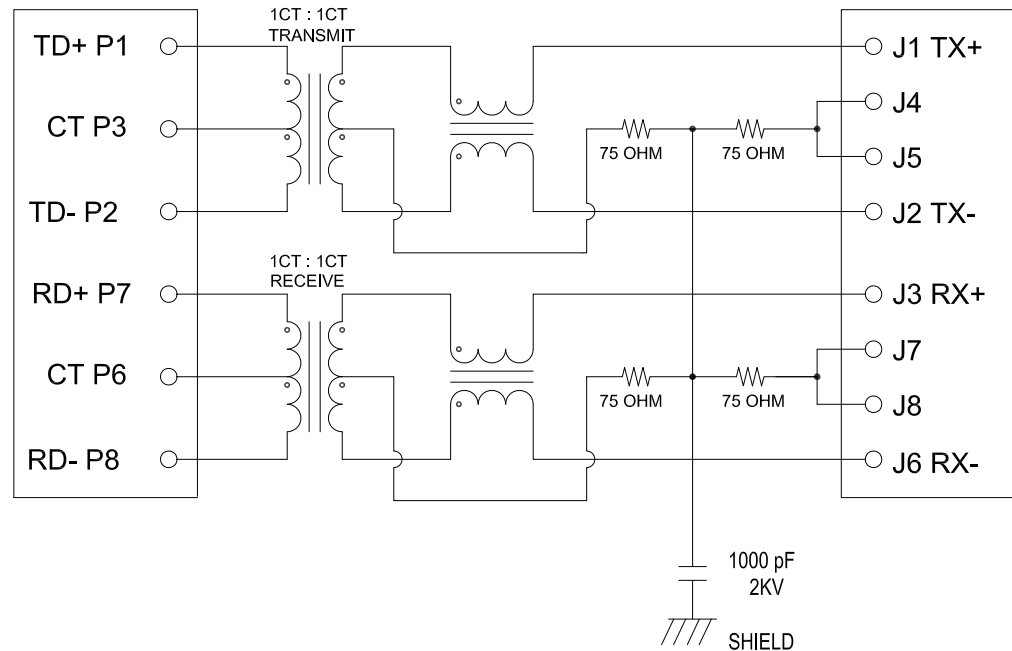 1CT : 1CT
TRANSMIT
TD+ P1
CT P3
TD- P2
J1 TX+
J4
75 OHM
75 OHM
J5
J2 TX-
1CT : 1CT
RECEIVE
RD+ P7
CT P6
RD- P8
J3 RX+
J7
75 OHM
75 OHM
J8
J6 RX-
1000 pF
2KV
SHIELD